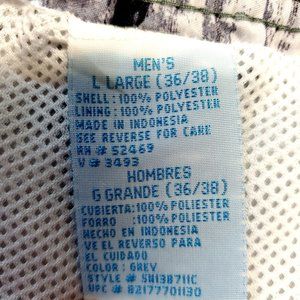 MEN'S
L LARGE (36/38)
SHELL: 100% POLYESTER
LINING: 100% POLYESTER
MADE IN INDONESIA
SEE REVERSE FOR CARE
RN # 52469
V # 3493
HOMBRES
G GRANDE (36/38)
CUBIERTA: 100% POLIESTER
FORRO :100% POLIESTER
HECHO EN INDONESIA
VE EL REVERSO PARA
EL CUIDADO
COLOR: GREY
STYLE # SN138711C
UPC # 82177701130